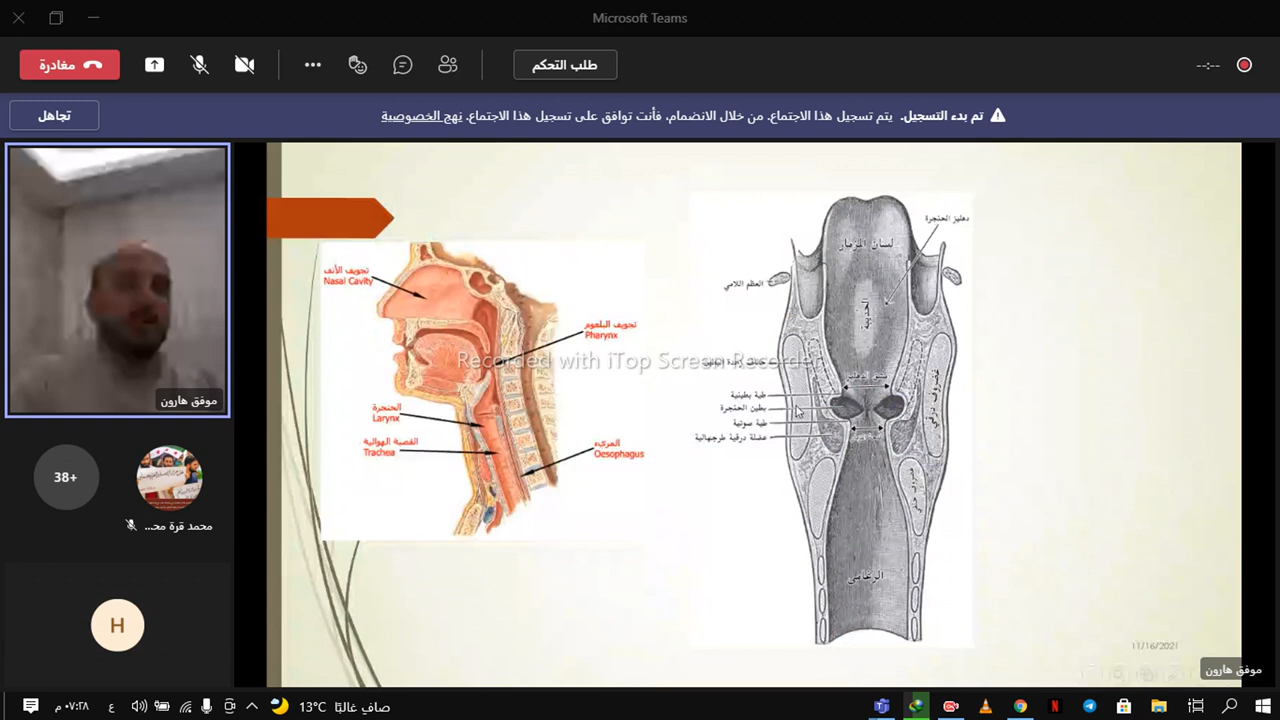 Microsoft Teams
مغادرة
طلب التحكم
--:--
تم بدء التسجيل. يتم تسجيل هذا الاجتماع. من خلال الانضمام، فأنت توافق على تسجيل هذا الاجتماع. نهج الخصوصية
تجاهل
موفق هارون
38+
محمد قرة محـ...
H
تجويف الأنف
Nasal Cavity
تجويف البلعوم
Pharynx
الحنجرة
Larynx
القصبة الهوائية
Trachea
المريء
Oesophagus
Recorded with iTop Screen Recorder
دهليز الحنجرة
لسان المزمار
العظم اللامي
الحديبة
طية بطينية
بطين الحنجرة
طية صوتية
عضلة درقية طرجهالية
غضروف درقي
الرغامى
11/16/2021
موفق هارون
٠٧:٢٨ م
ع
13°C صافٍ غالبًا